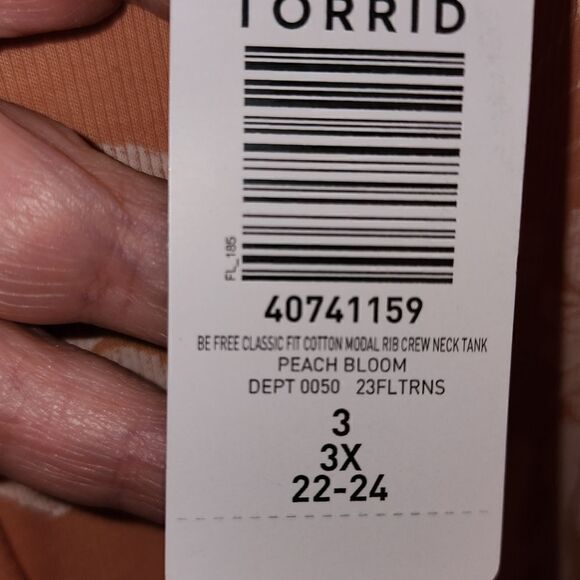 TORRID
FL_185
40741159
BE FREE CLASSIC FIT COTTON MODAL RIB CREW NECK TANK
PEACH BLOOM
DEPT 0050 23FLTRNS
3
3X
22-24